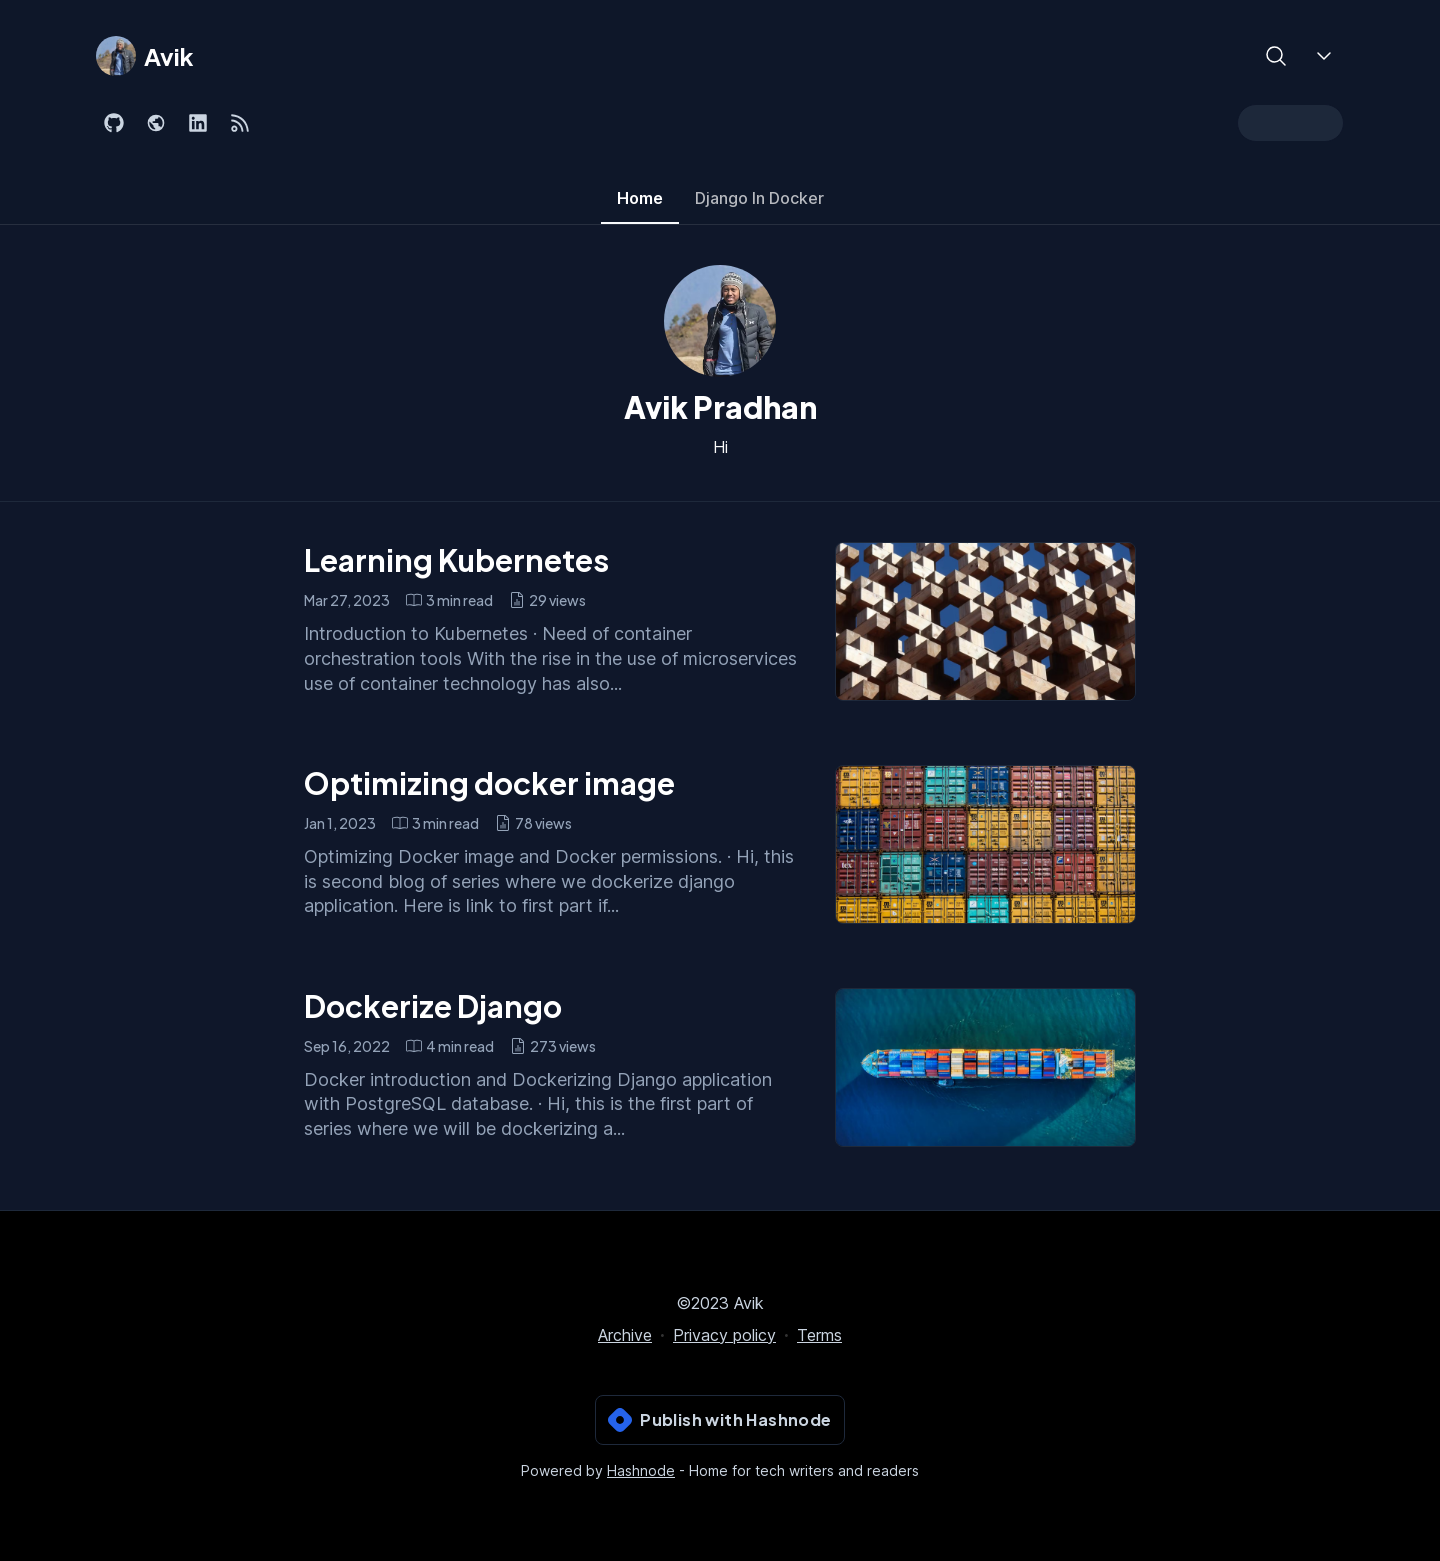 Avik
Home
Django In Docker
Avik Pradhan
Hi
Learning Kubernetes
Mar 27, 2023
3 min read
29 views
Introduction to Kubernetes · Need of container
orchestration tools With the rise in the use of microservices
use of container technology has also...
Optimizing docker image
Jan 1, 2023
3 min read
78 views
Optimizing Docker image and Docker permissions. · Hi, this
is second blog of series where we dockerize django
application. Here is link to first part if...
Dockerize Django
Sep 16, 2022
4 min read
273 views
Docker introduction and Dockerizing Django application
with PostgreSQL database. · Hi, this is the first part of
series where we will be dockerizing a...
©2023 Avik
Archive · Privacy policy · Terms
Publish with Hashnode
Powered by Hashnode - Home for tech writers and readers